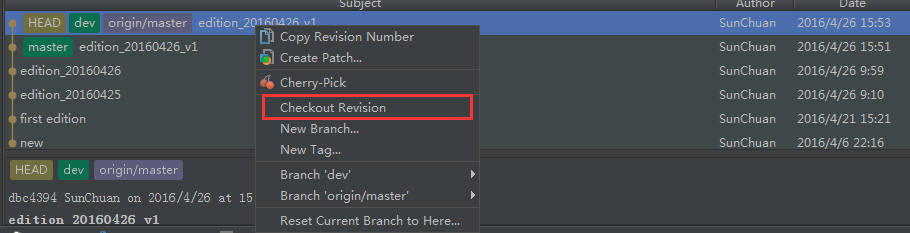 Subject Author Date
HEAD dev origin/master edition_20160426_v1 SunChuan 2016/4/26 15:53
master edition_20160426_v1 SunChuan 2016/4/26 15:51
edition_20160426 SunChuan 2016/4/26 9:59
edition_20160425 SunChuan 2016/4/26 9:10
first edition SunChuan 2016/4/21 15:21
new SunChuan 2016/4/6 22:16
Copy Revision Number
Create Patch...
Cherry-Pick
Checkout Revision
New Branch...
New Tag...
Branch 'dev'
Branch 'origin/master'
Reset Current Branch to Here...
HEAD dev origin/master
dbc4394 SunChuan on 2016/4/26 at 15
edition_20160426_v1